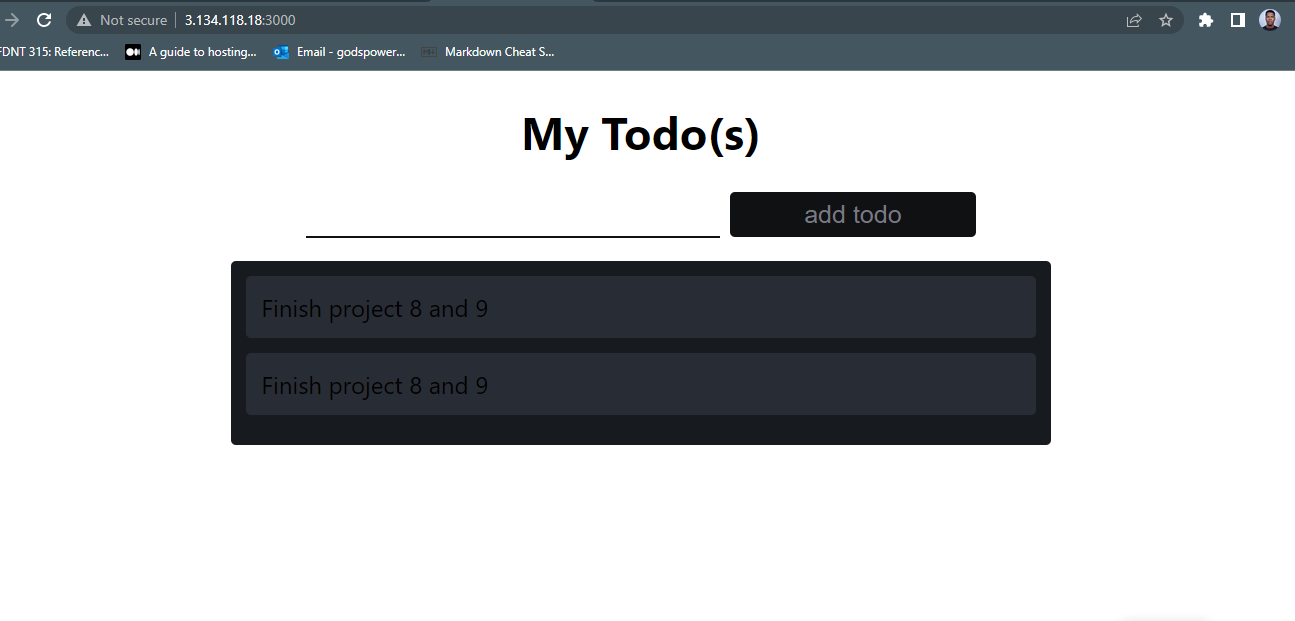 Not secure 3.134.118.18:3000
FDNT 315: Referenc... A guide to hosting... Email - godspower... Markdown Cheat S...
My Todo(s)
add todo
Finish project 8 and 9
Finish project 8 and 9